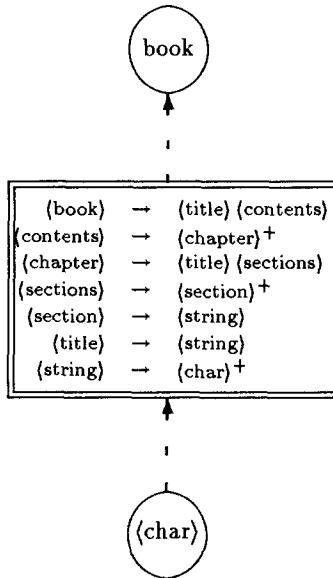 book
⟨book⟩ → ⟨title⟩ ⟨contents⟩
⟨contents⟩ → ⟨chapter⟩⁺
⟨chapter⟩ → ⟨title⟩ ⟨sections⟩
⟨sections⟩ → ⟨section⟩⁺
⟨section⟩ → ⟨string⟩
⟨title⟩ → ⟨string⟩
⟨string⟩ → ⟨char⟩⁺
⟨char⟩